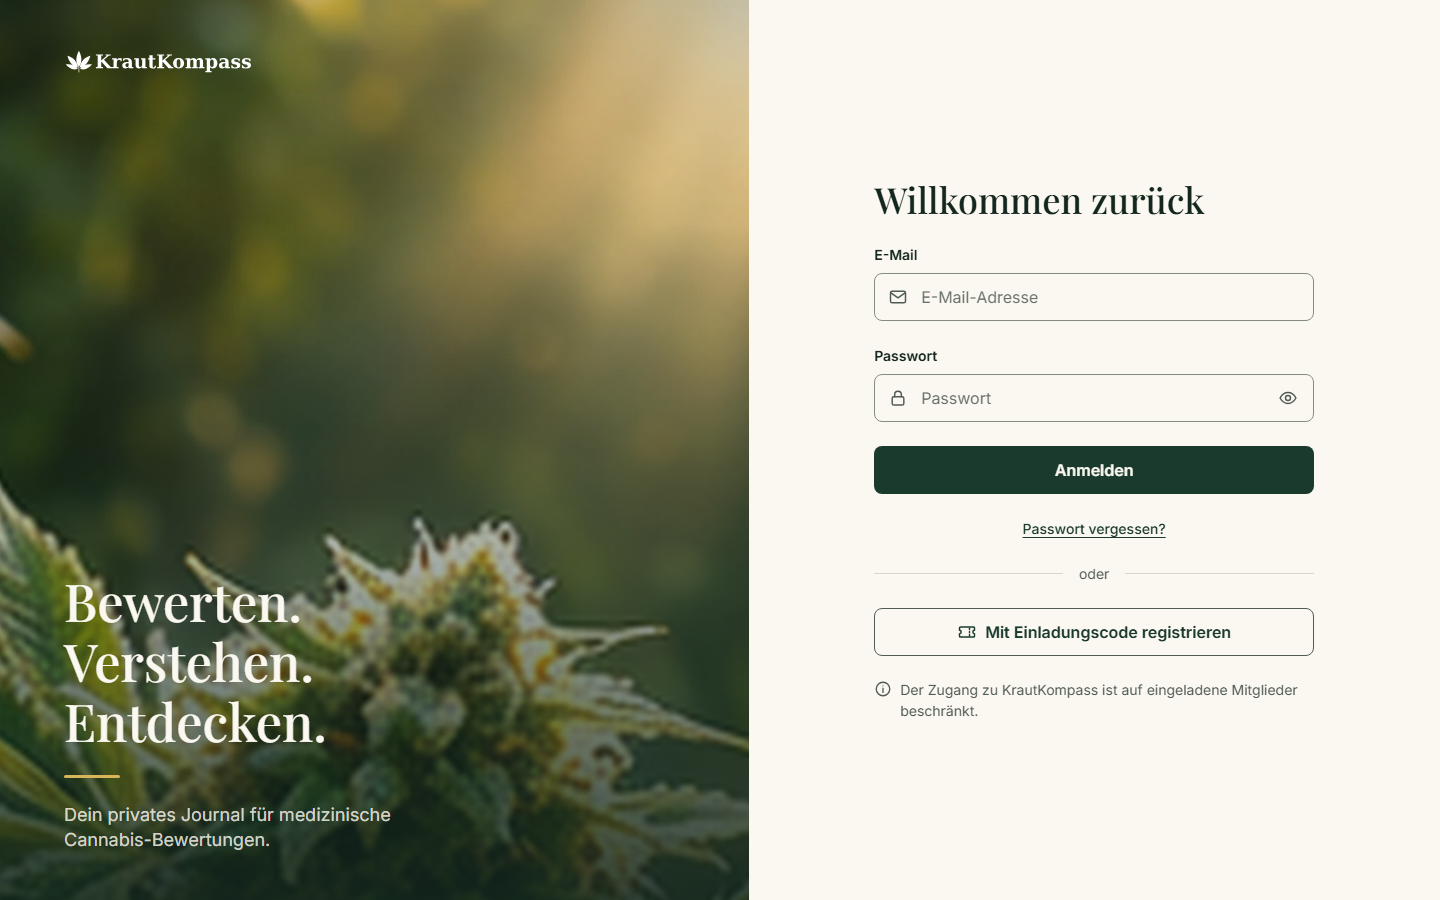 KrautKompass
Bewerten.
Verstehen.
Entdecken.
Dein privates Journal für medizinische
Cannabis-Bewertungen.
Willkommen zurück
E-Mail
E-Mail-Adresse
Passwort
Passwort
Anmelden
Passwort vergessen?
oder
Mit Einladungscode registrieren
Der Zugang zu KrautKompass ist auf eingeladene Mitglieder
beschränkt.